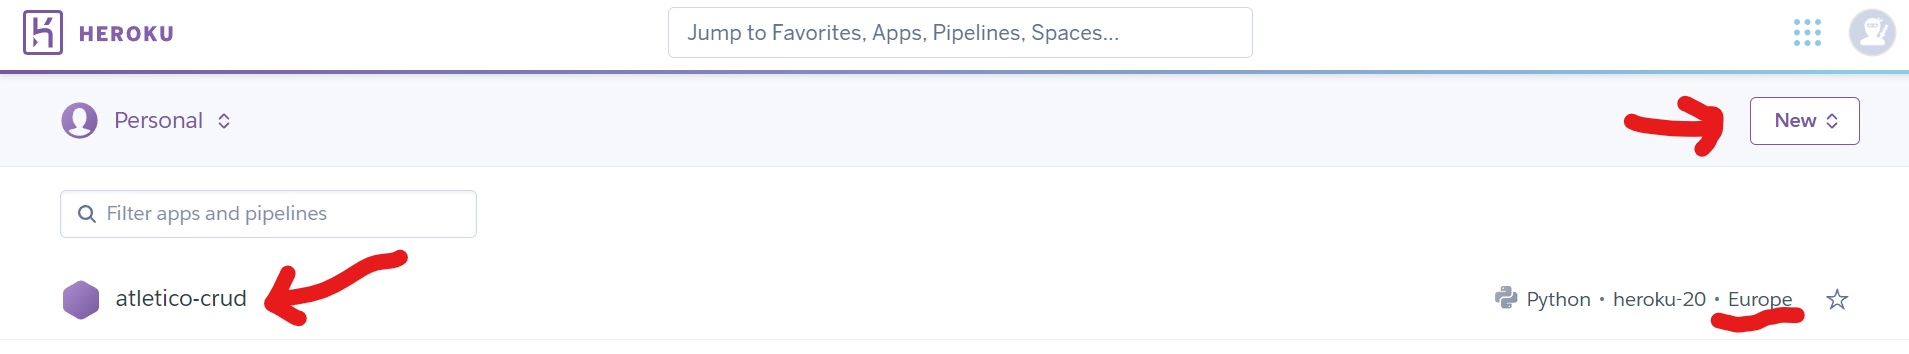 HEROKU
Jump to Favorites, Apps, Pipelines, Spaces...
Personal
New
Filter apps and pipelines
atletico-crud
Python • heroku-20 • Europe